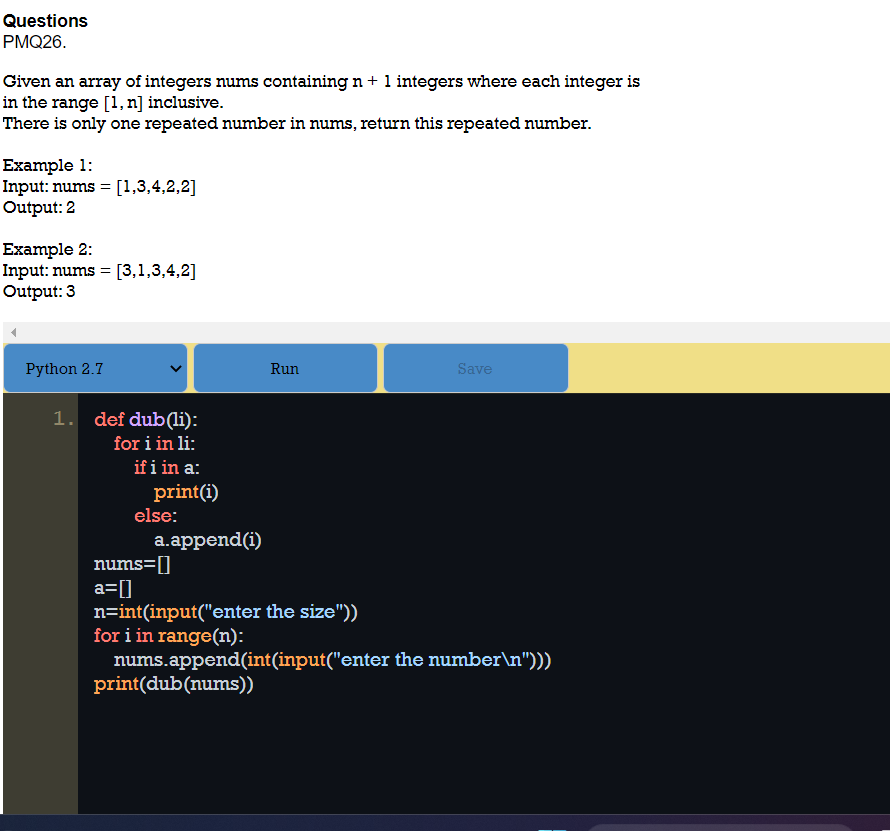 Questions
PMQ26.
Given an array of integers nums containing n + 1 integers where each integer is
in the range [1, n] inclusive.
There is only one repeated number in nums, return this repeated number.
Example 1:
Input: nums = [1,3,4,2,2]
Output: 2
Example 2:
Input: nums = [3,1,3,4,2]
Output: 3
Python 2.7 Run Save
1. def dub(li):
for i in li:
if i in a:
print(i)
else:
a.append(i)
nums=[]
a=[]
n=int(input("enter the size"))
for i in range(n):
nums.append(int(input("enter the number\n")))
print(dub(nums))